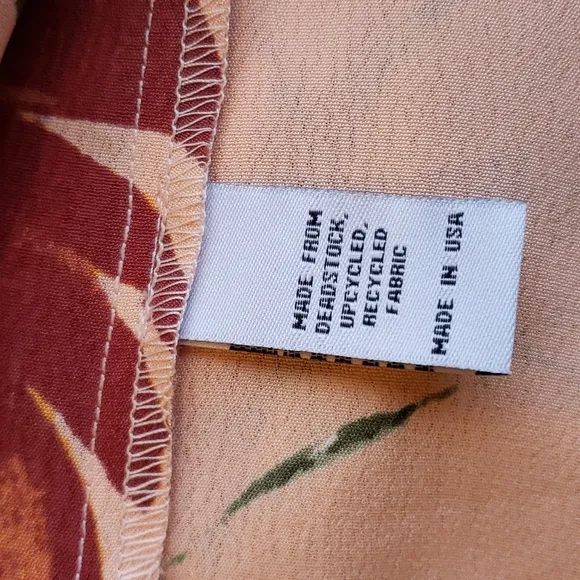 MADE FROM
DEADSTOCK,
UPCYCLED,
RECYCLED
FABRIC
MADE IN USA